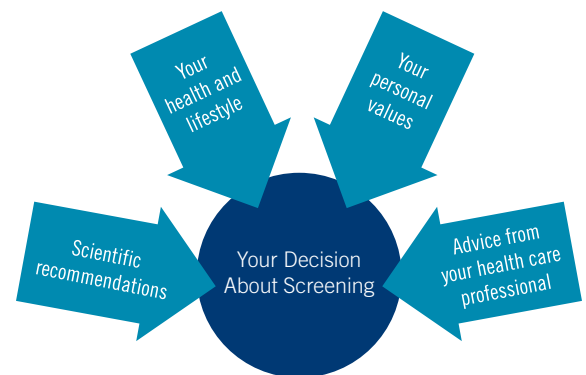 Your
health and
lifestyle
Your
personal
values
Scientific
recommendations
Your Decision
About Screening
Advice from
your health care
professional